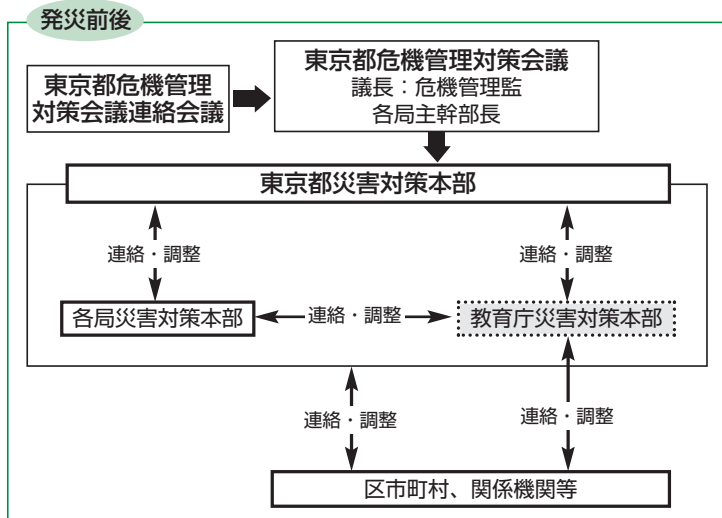 発災前後
東京都危機管理
対策会議連絡会議
東京都危機管理対策会議
議長：危機管理監
各局主幹部長
東京都災害対策本部
連絡・調整
連絡・調整
各局災害対策本部
連絡・調整
教育庁災害対策本部
連絡・調整
連絡・調整
区市町村、関係機関等